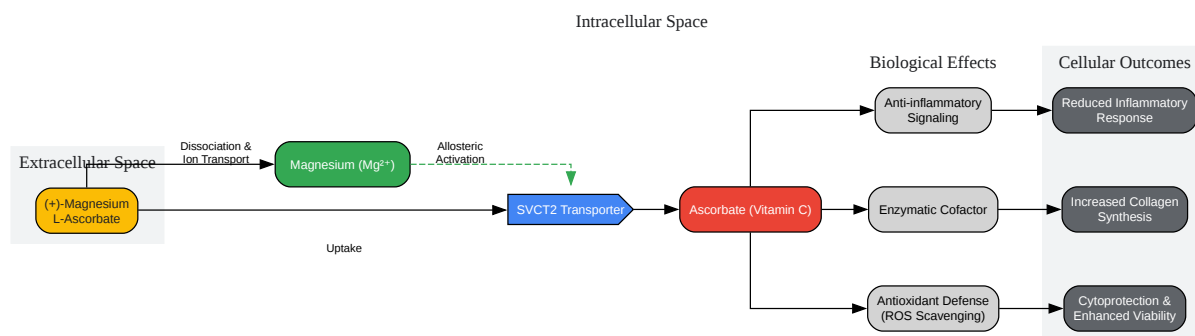 Intracellular Space
Biological Effects
Cellular Outcomes
Anti-inflammatory
Signaling
Reduced Inflammatory
Response
Dissociation &
Ion Transport
Allosteric
Activation
Extracellular Space
Magnesium (Mg²⁺)
(+)-Magnesium
L-Ascorbate
SVCT2 Transporter
Ascorbate (Vitamin C)
Enzymatic Cofactor
Increased Collagen
Synthesis
Uptake
Antioxidant Defense
(ROS Scavenging)
Cytoprotection &
Enhanced Viability